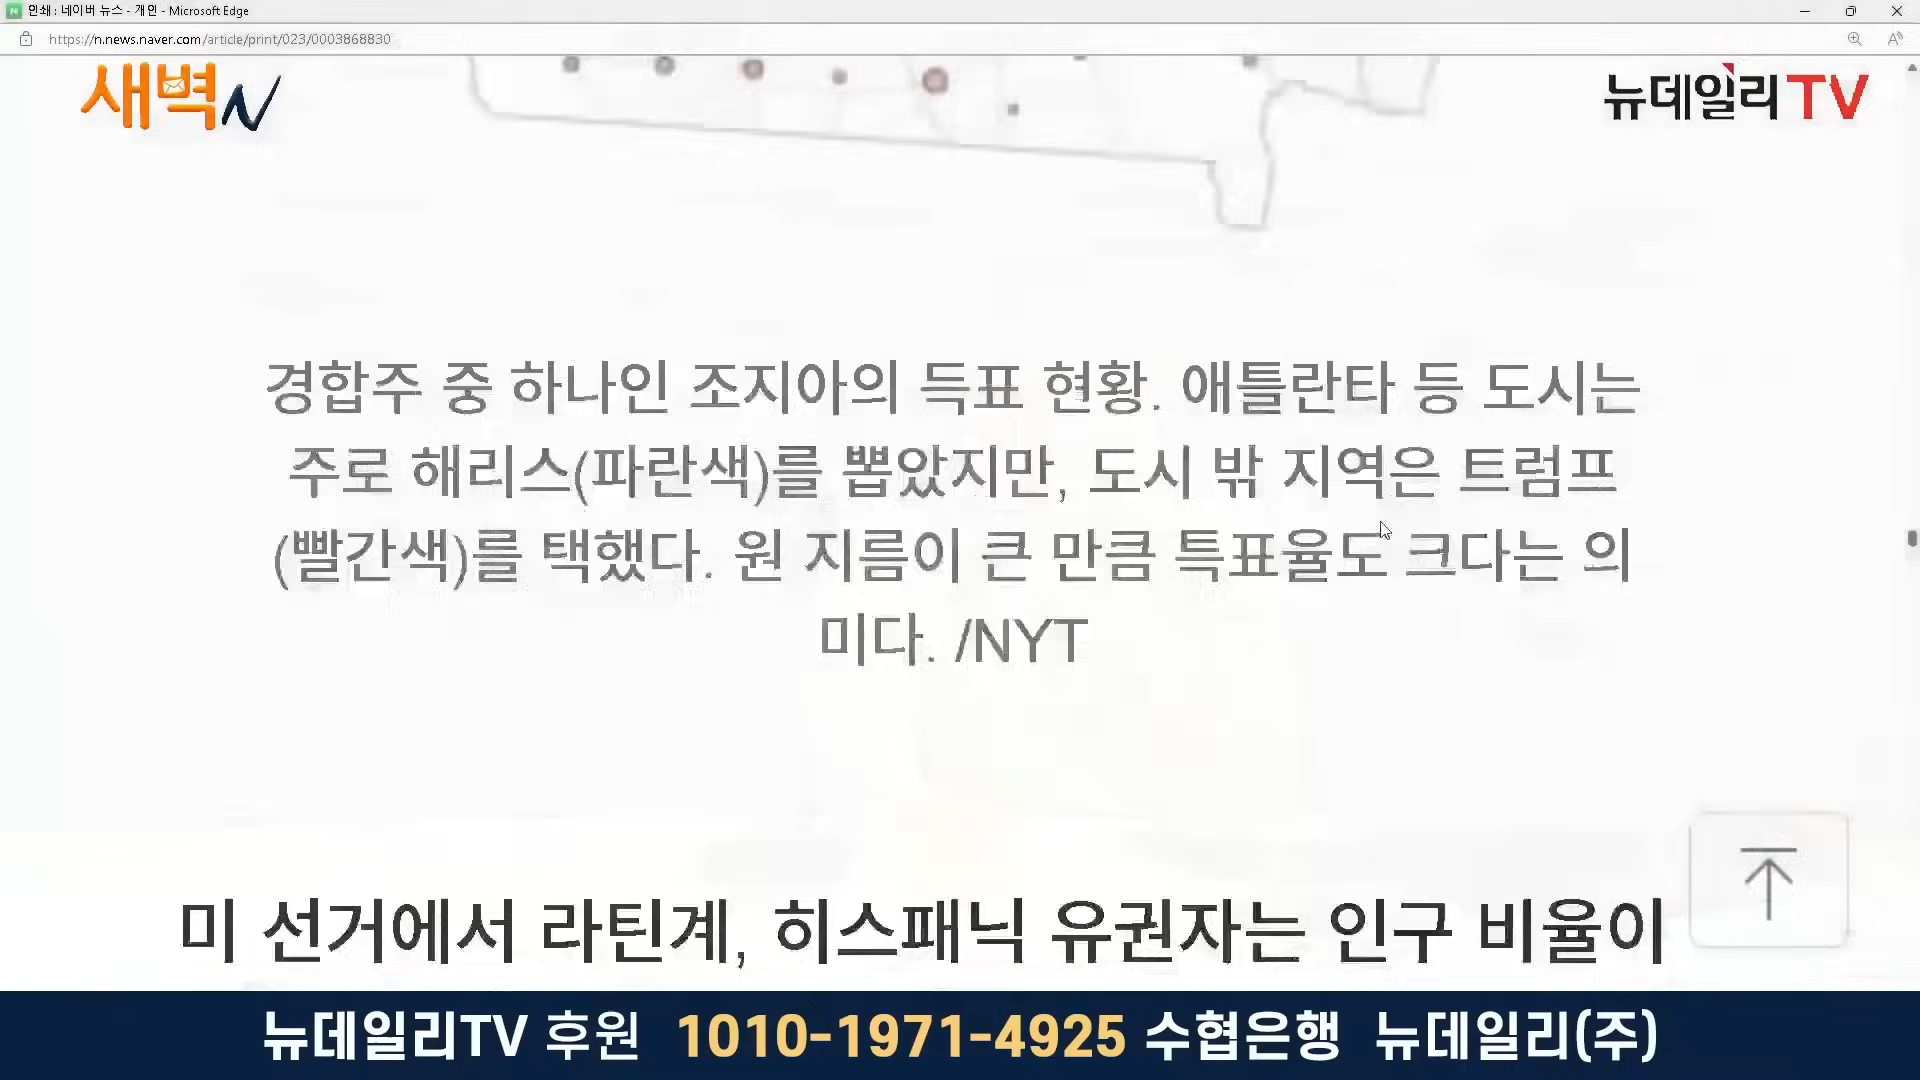 인쇄 : 네이버 뉴스 - 개인 - Microsoft Edge
https://n.news.naver.com/article/print/023/0003868830
새벽N
뉴데일리TV
경합주 중 하나인 조지아의 득표 현황. 애틀란타 등 도시는
주로 해리스(파란색)를 뽑았지만, 도시 밖 지역은 트럼프
(빨간색)를 택했다. 원 지름이 큰 만큼 특표율도 크다는 의
미다. /NYT
미 선거에서 라틴계, 히스패닉 유권자는 인구 비율이
뉴데일리TV 후원 1010-1971-4925 수협은행 뉴데일리(주)